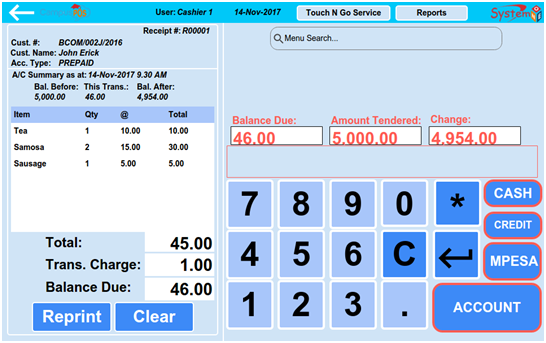 User: Cashier 1 14-Nov-2017 Touch N Go Service Reports System
Receipt #: R00001
Cust. #: BCOM/002J/2016
Cust. Name: John Erick
Acc. Type: PREPAID
A/C Summary as at: 14-Nov-2017 9.30 AM
Bal. Before: This Trans.: Bal. After:
5,000.00 46.00 4,954.00
Item Qty @ Total
Tea 1 10.00 10.00
Samosa 2 15.00 30.00
Sausage 1 5.00 5.00
Total: 45.00
Trans. Charge: 1.00
Balance Due: 46.00
Reprint Clear
Menu Search...
Balance Due: Amount Tendered: Change:
46.00 5,000.00 4,954.00
7 8 9 0 * CASH
CREDIT
4 5 6 C MPESA
1 2 3 . ACCOUNT